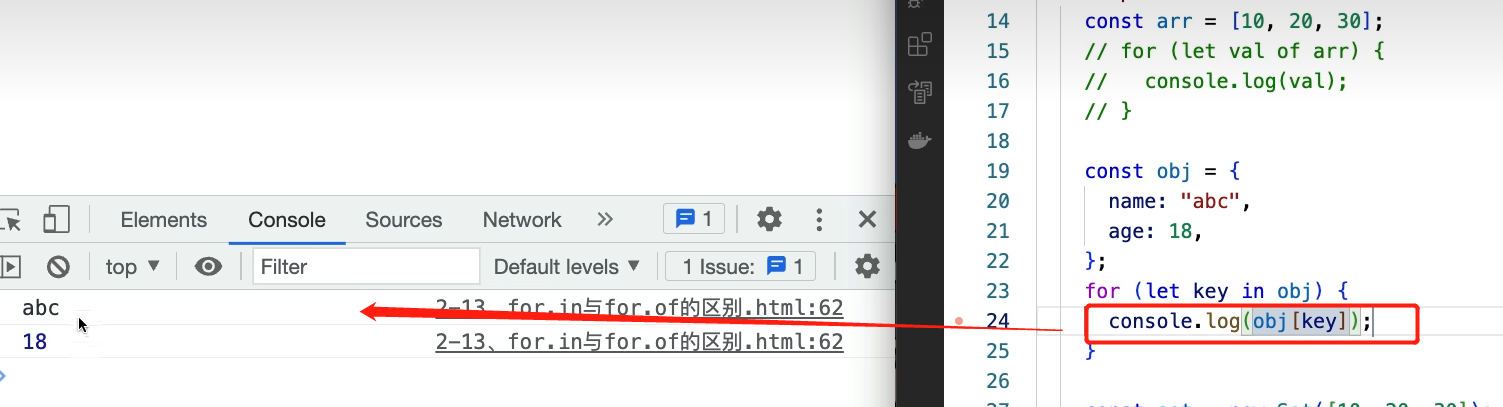 Elements Console Sources Network » 1
top ▼ Filter Default levels ▼ 1 Issue: 1
abc 2-13、for.in与for.of的区别.html:62
18 2-13、for.in与for.of的区别.html:62
14 const arr = [10, 20, 30];
15 // for (let val of arr) {
16 //   console.log(val);
17 // }
18
19 const obj = {
20   name: "abc",
21   age: 18,
22 };
23 for (let key in obj) {
24   console.log(obj[key]);
25 }
26